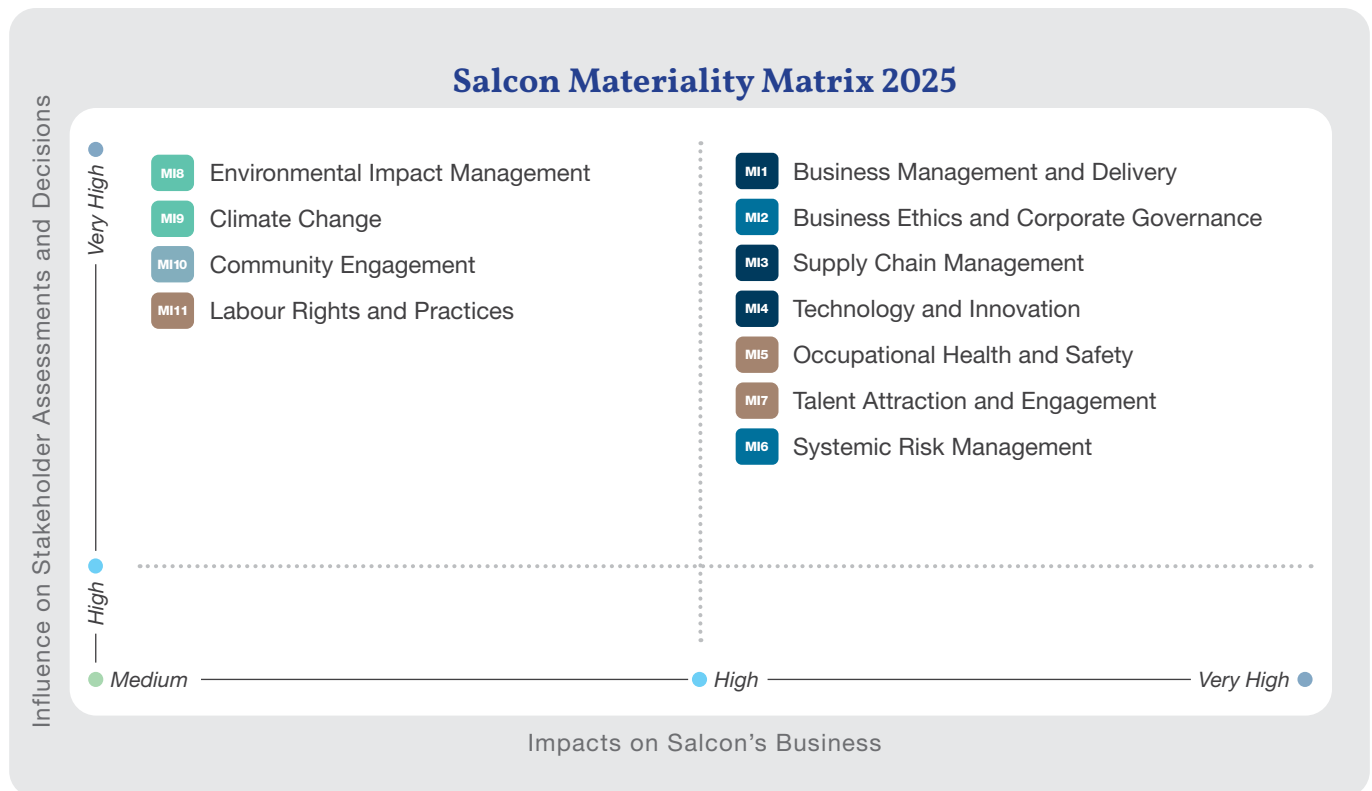 Salcon Materiality Matrix 2025
Influence on Stakeholder Assessments and Decisions
Very High
High
MI8 Environmental Impact Management
MI9 Climate Change
MI10 Community Engagement
MI11 Labour Rights and Practices
MI1 Business Management and Delivery
MI2 Business Ethics and Corporate Governance
MI3 Supply Chain Management
MI4 Technology and Innovation
MI5 Occupational Health and Safety
MI7 Talent Attraction and Engagement
MI6 Systemic Risk Management
Medium
High
Very High
Impacts on Salcon's Business